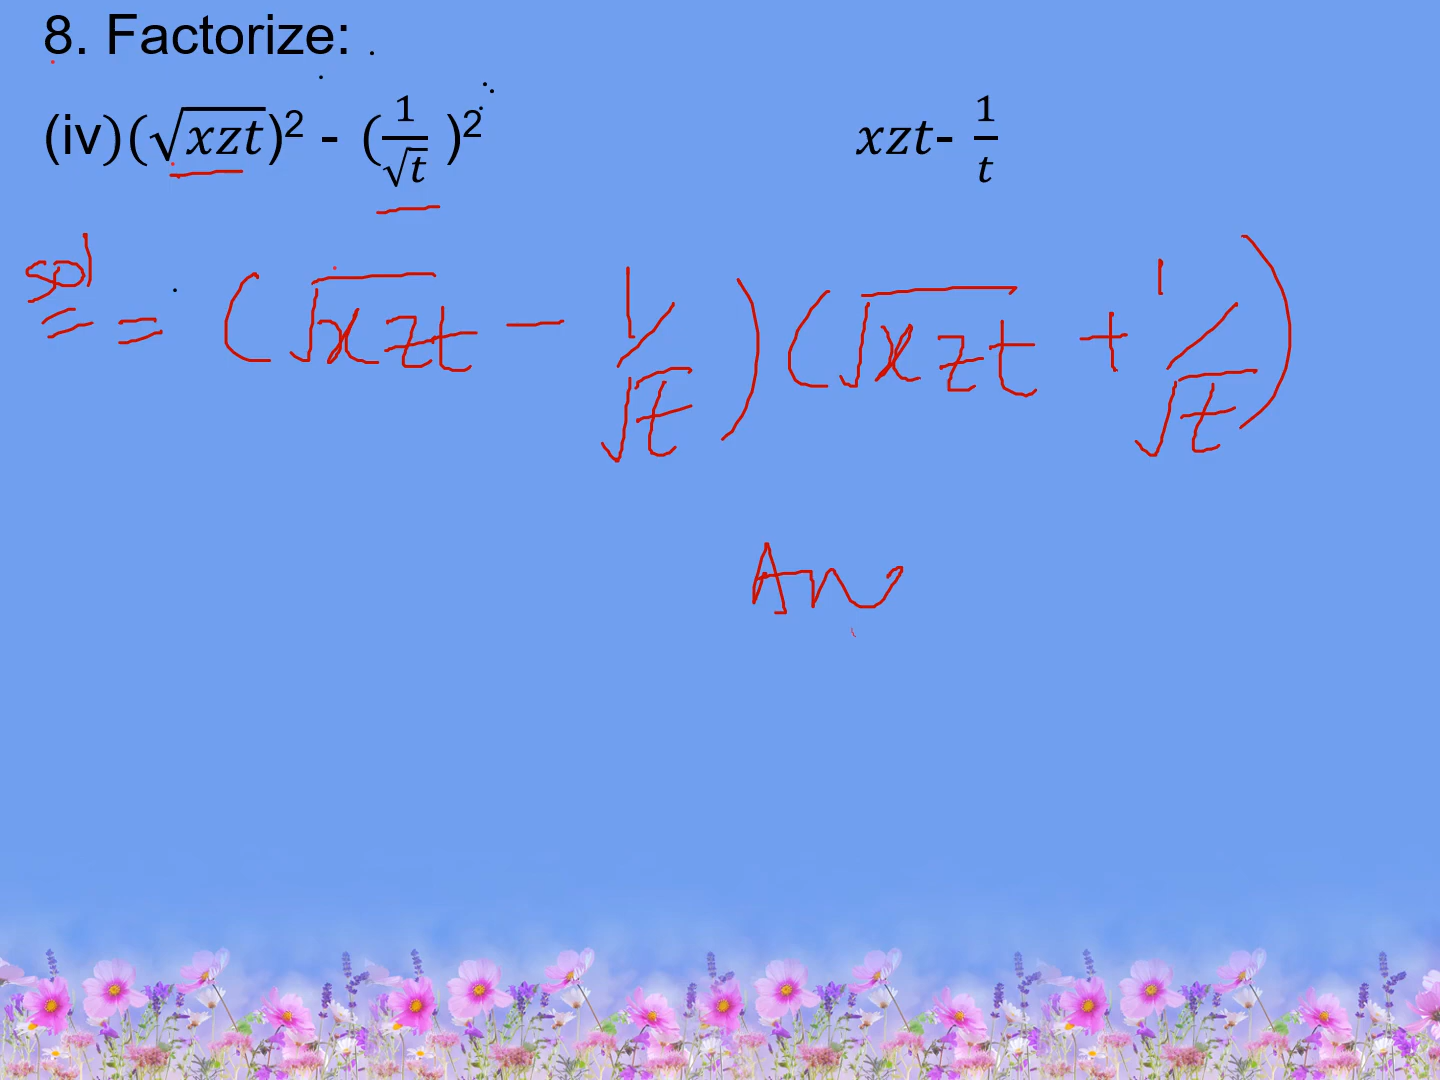 8. Factorize:
(iv)(√xzt)² - (1/√t)² xzt- 1/t
sol
= (√xzt - 1/√t)(√xzt + 1/√t)
An